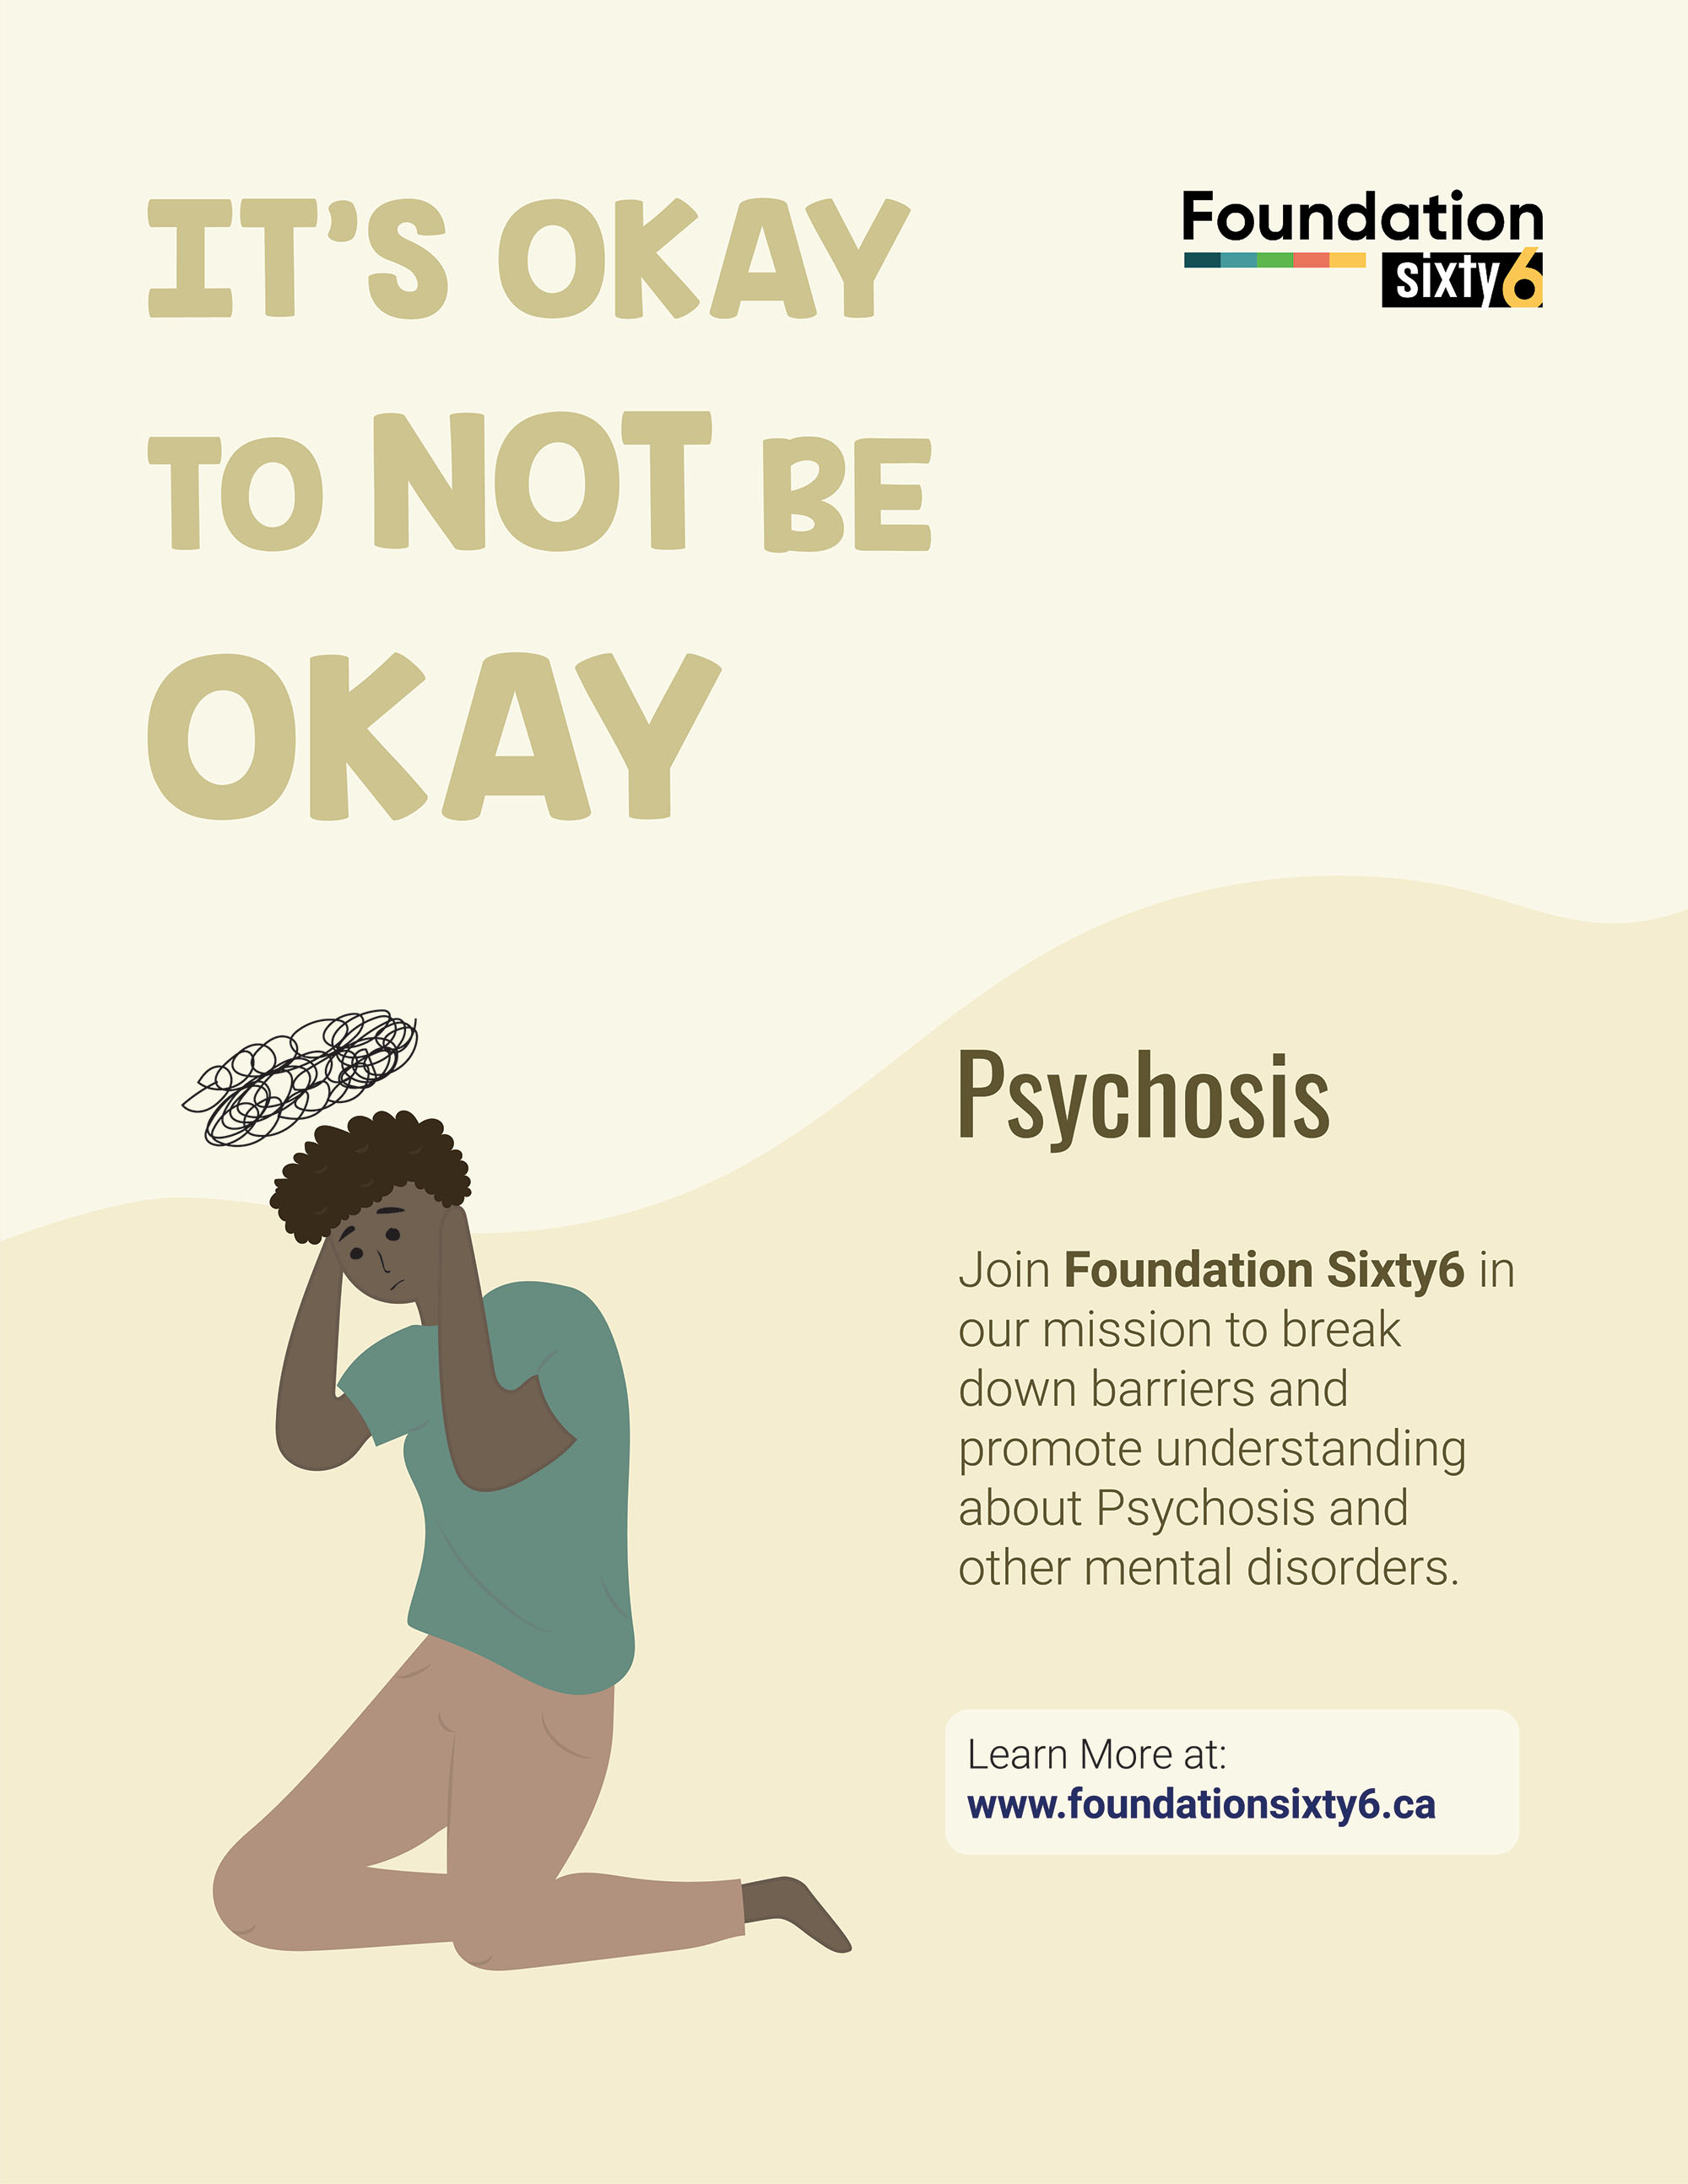 IT'S OKAY
TO NOT BE
OKAY
Foundation
sixty6
Psychosis
Join Foundation Sixty6 in
our mission to break
down barriers and
promote understanding
about Psychosis and
other mental disorders.
Learn More at:
www.foundationsixty6.ca